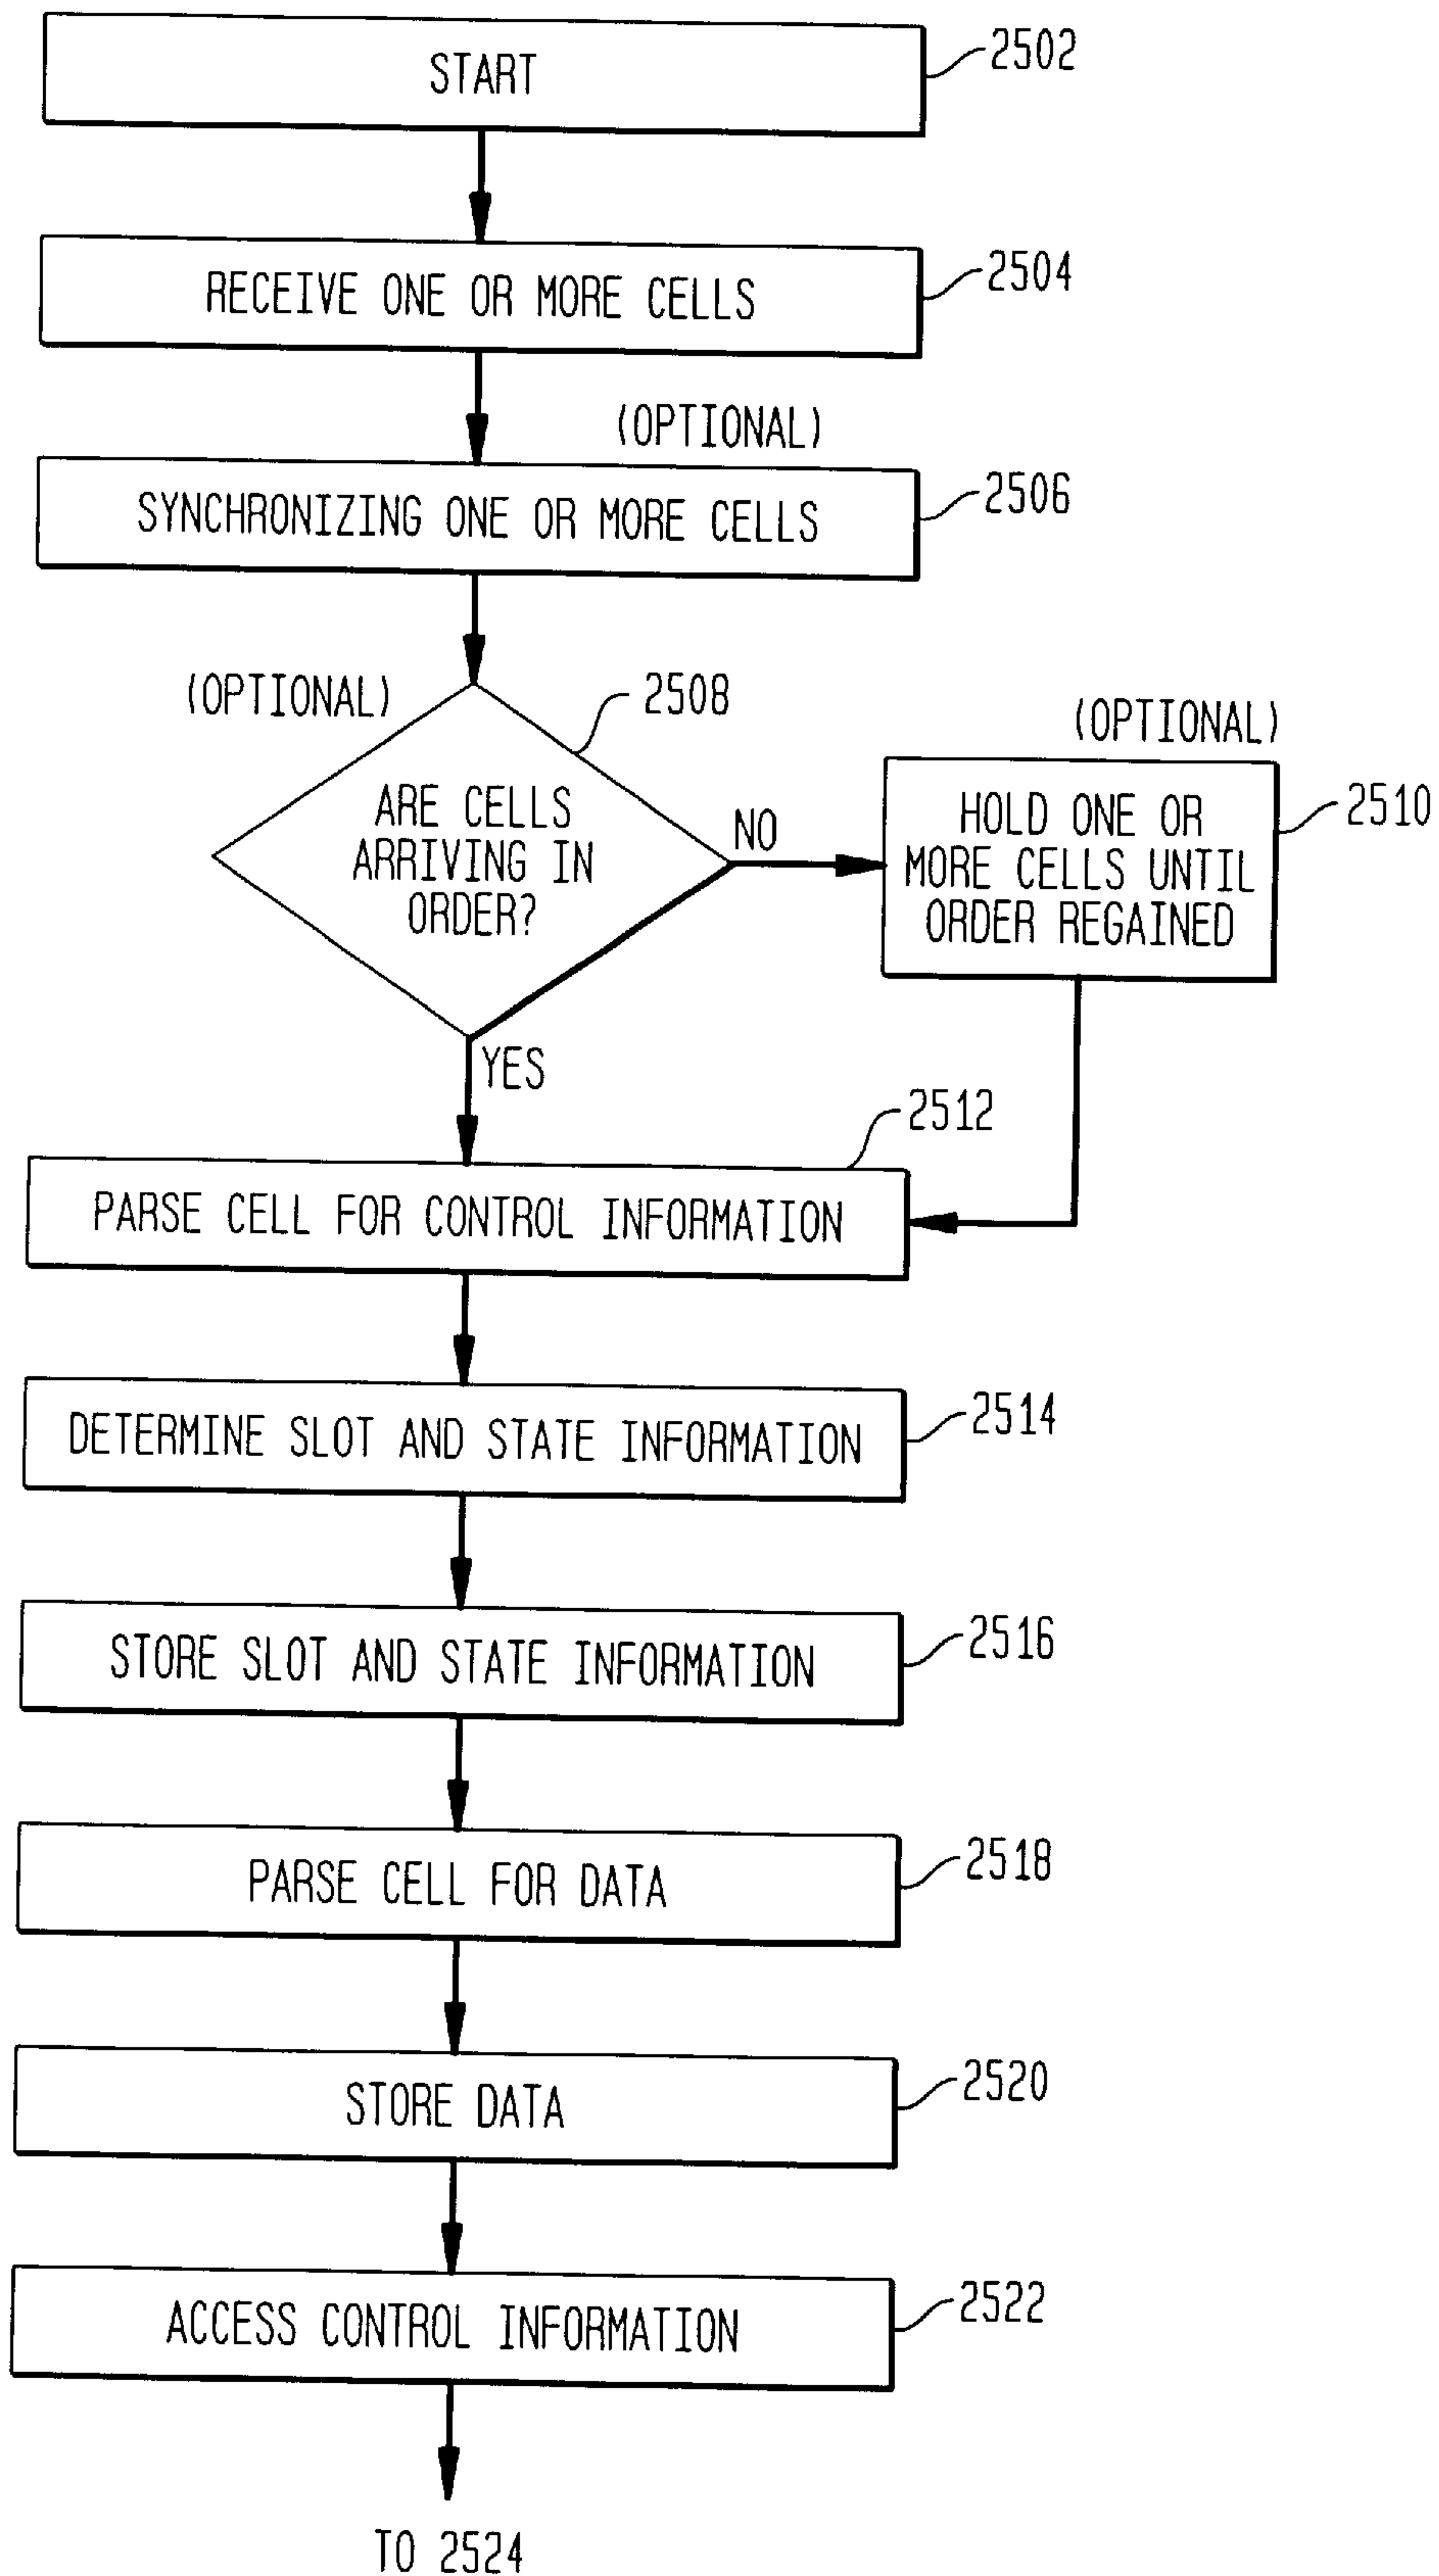 START
2502
RECEIVE ONE OR MORE CELLS
2504
(OPTIONAL)
SYNCHRONIZING ONE OR MORE CELLS
2506
(OPTIONAL)
2508
ARE CELLS
ARRIVING IN
ORDER?
NO
YES
(OPTIONAL)
HOLD ONE OR
MORE CELLS UNTIL
ORDER REGAINED
2510
2512
PARSE CELL FOR CONTROL INFORMATION
DETERMINE SLOT AND STATE INFORMATION
2514
STORE SLOT AND STATE INFORMATION
2516
PARSE CELL FOR DATA
2518
STORE DATA
2520
ACCESS CONTROL INFORMATION
2522
TO 2524